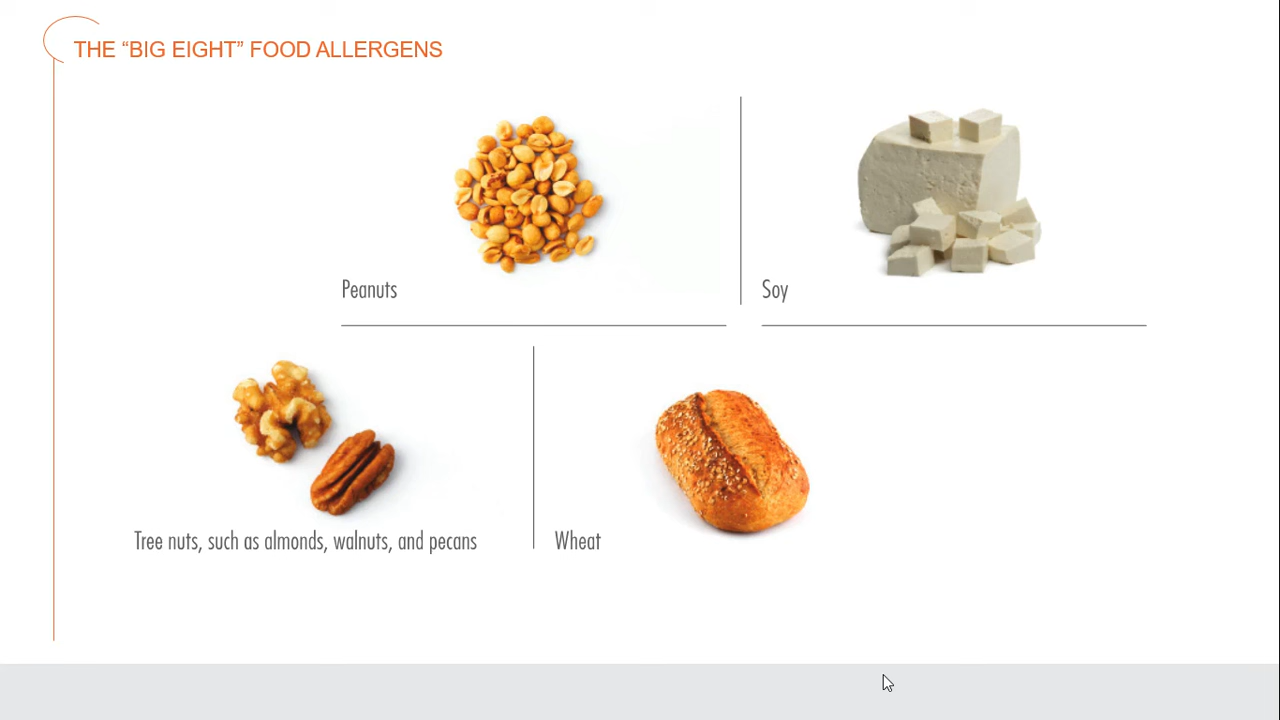 THE “BIG EIGHT” FOOD ALLERGENS
Peanuts
Soy
Tree nuts, such as almonds, walnuts, and pecans
Wheat